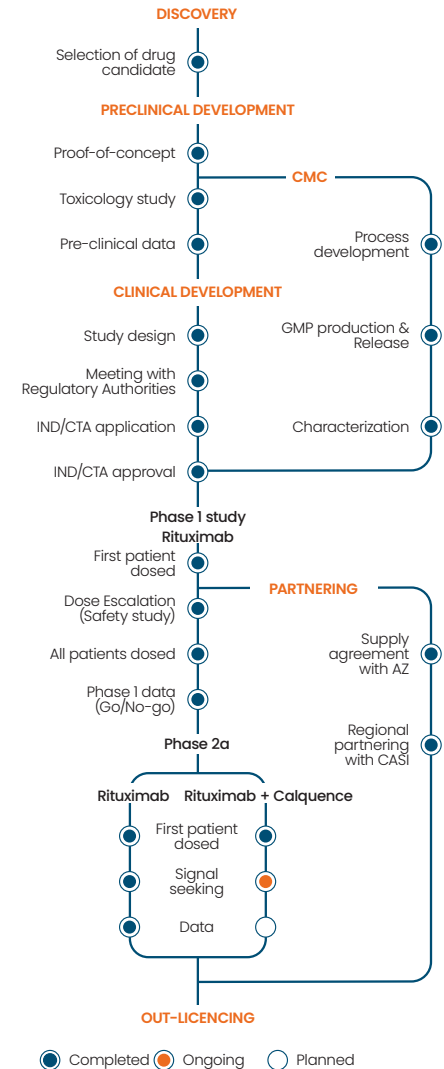 DISCOVERY
Selection of drug
candidate
PRECLINICAL DEVELOPMENT
Proof-of-concept
CMC
Toxicology study
Pre-clinical data
Process
development
CLINICAL DEVELOPMENT
Study design
GMP production &
Release
Meeting with
Regulatory Authorities
IND/CTA application
Characterization
IND/CTA approval
Phase 1 study
Rituximab
First patient
dosed
PARTNERING
Dose Escalation
(Safety study)
All patients dosed
Supply
agreement
with AZ
Phase 1 data
(Go/No-go)
Regional
partnering
with CASI
Phase 2a
Rituximab
Rituximab + Calquence
First patient
dosed
Signal
seeking
Data
OUT-LICENCING
Completed
Ongoing
Planned